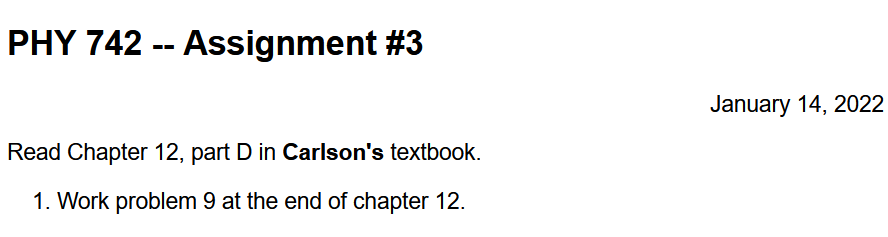 PHY 742 -- Assignment #3
January 14, 2022
Read Chapter 12, part D in Carlson's textbook.
1. Work problem 9 at the end of chapter 12.